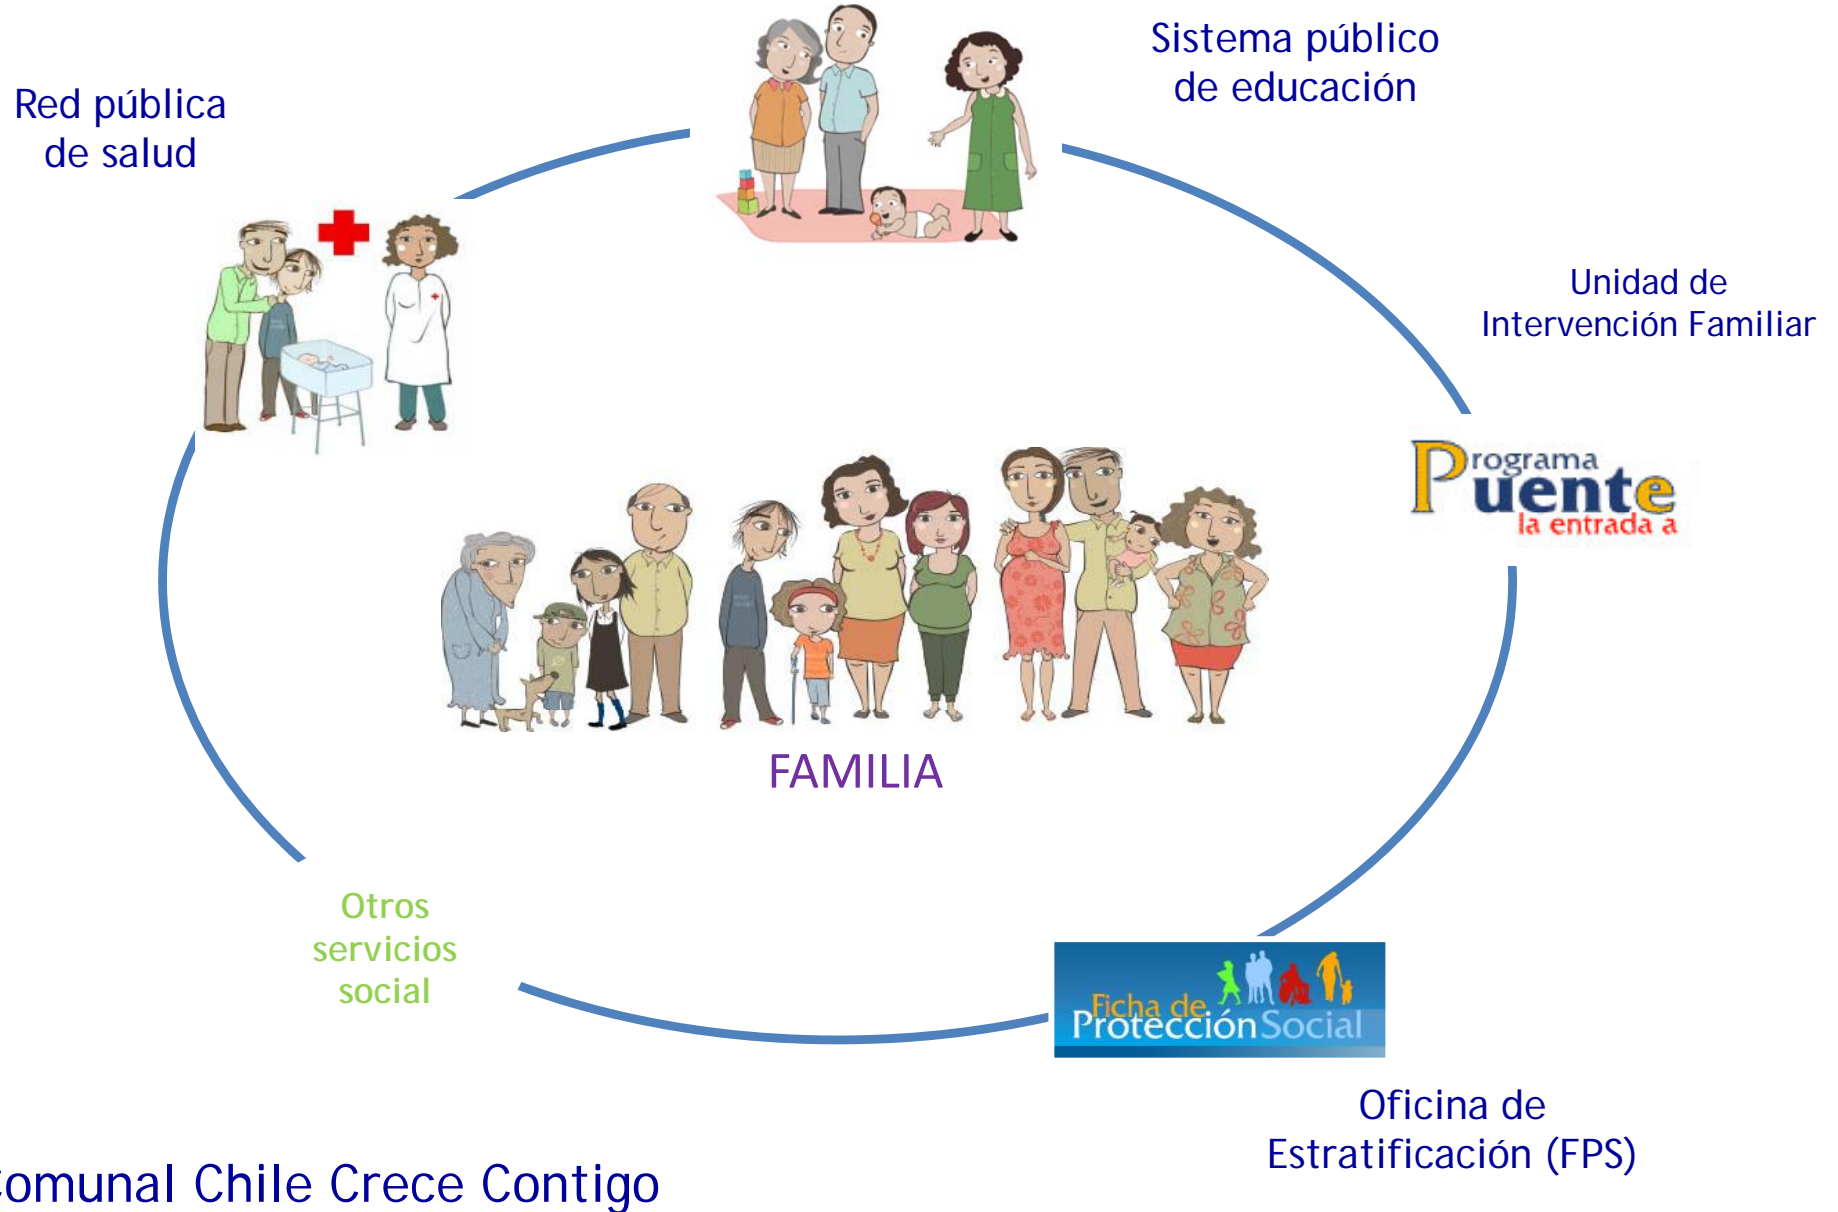 Sistema público
de educación
Red pública
de salud
Unidad de
Intervención Familiar
Programa
Puente
la entrada a
FAMILIA
Otros
servicios
social
Ficha de
Protección Social
Oficina de
Estratificación (FPS)
Comunal Chile Crece Contigo